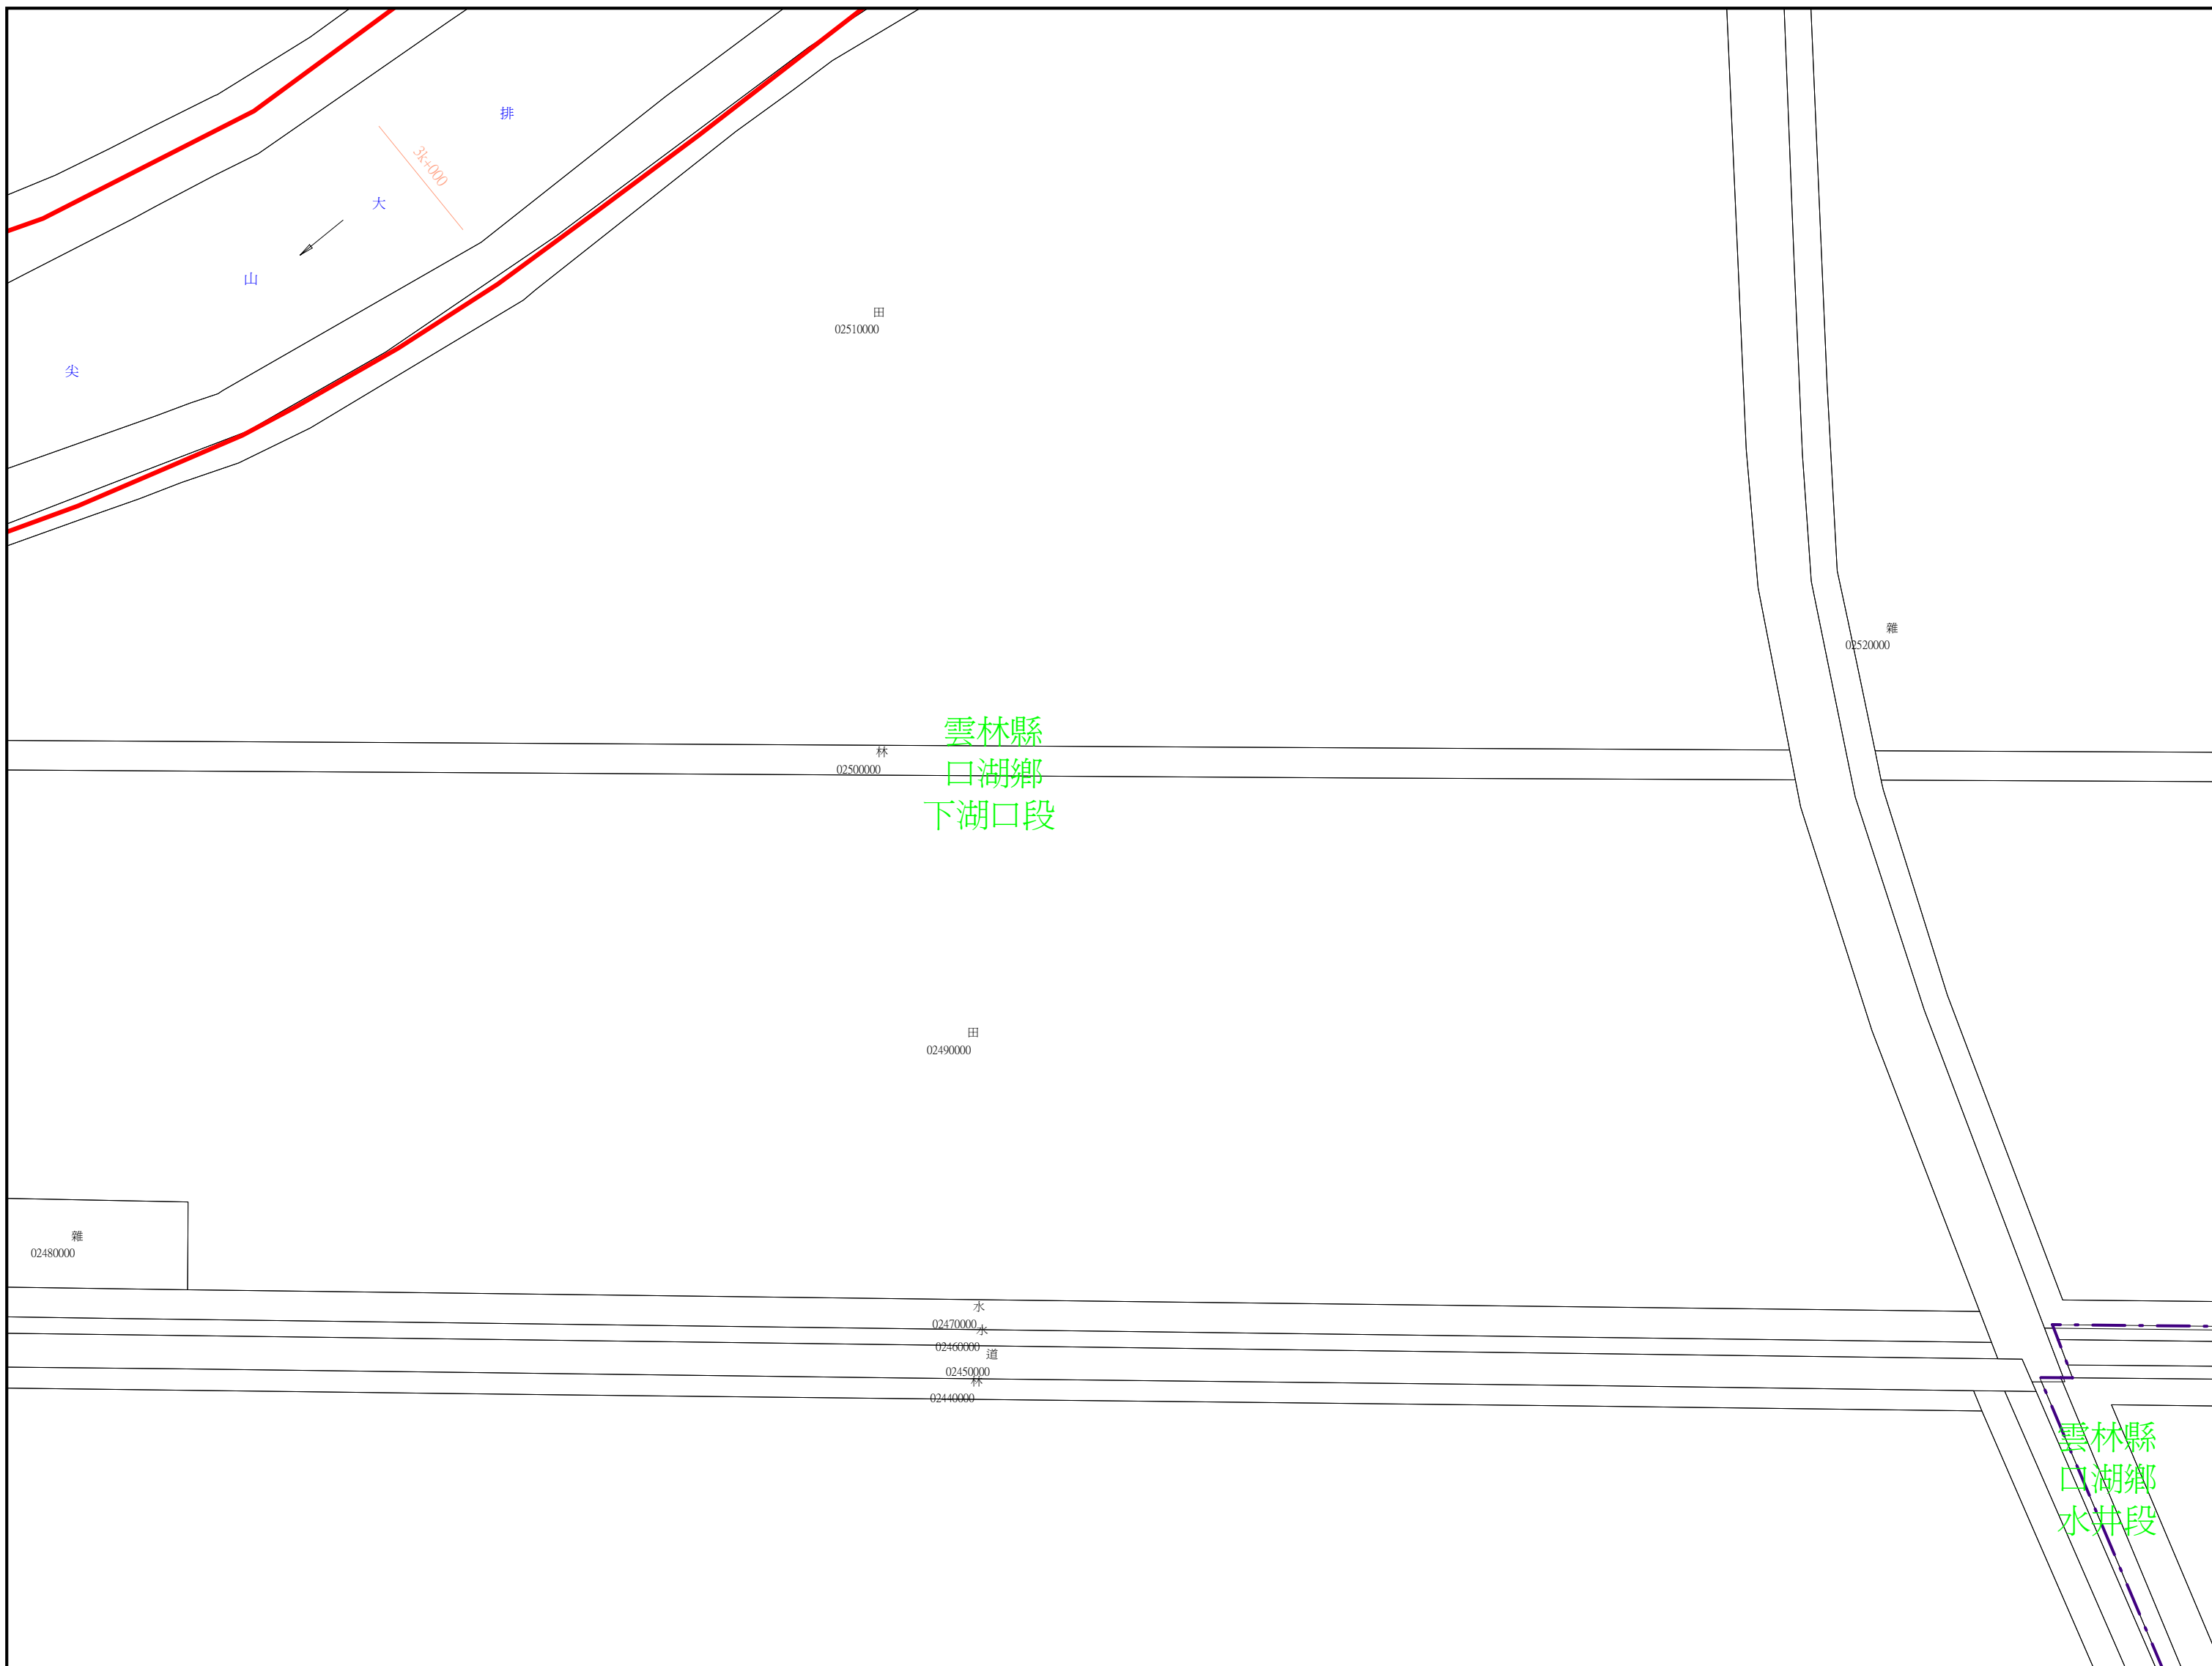 排
3k+000
大
山
尖
田
02510000
雜
02520000
雲林縣
口湖鄉
下湖口段
林
02500000
田
02490000
雜
02480000
水
02470000
水
02460000
道
02450000
林
02440000
雲林縣
口湖鄉
水井段